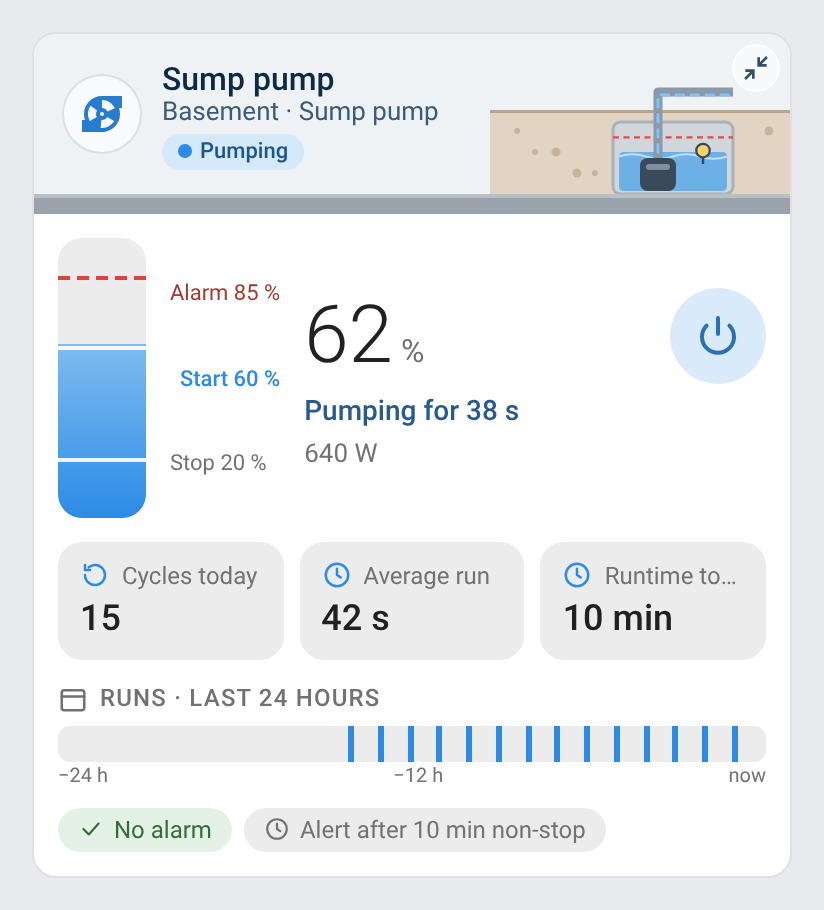 Sump pump
Basement · Sump pump
Pumping
Alarm 85 %
Start 60 %
Stop 20 %
62 %
Pumping for 38 s
640 W
Cycles today
15
Average run
42 s
Runtime to...
10 min
RUNS · LAST 24 HOURS
−24 h
−12 h
now
No alarm
Alert after 10 min non-stop